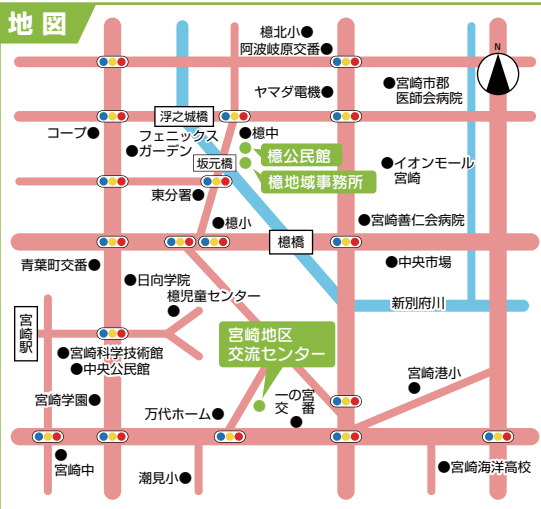 地図
檍北小
阿波岐原交番
N
ヤマダ電機
宮崎市郡
医師会病院
浮之城橋
コープ
フェニックス
ガーデン
檍中
檍公民館
坂元橋
檍地域事務所
イオンモール
宮崎
東分署
檍小
宮崎善仁会病院
檍橋
青葉町交番
中央市場
日向学院
檍児童センター
新別府川
宮崎駅
宮崎地区
交流センター
宮崎科学技術館
中央公民館
宮崎港小
宮崎学園
万代ホーム
一の宮
交番
宮崎中
潮見小
宮崎海洋高校